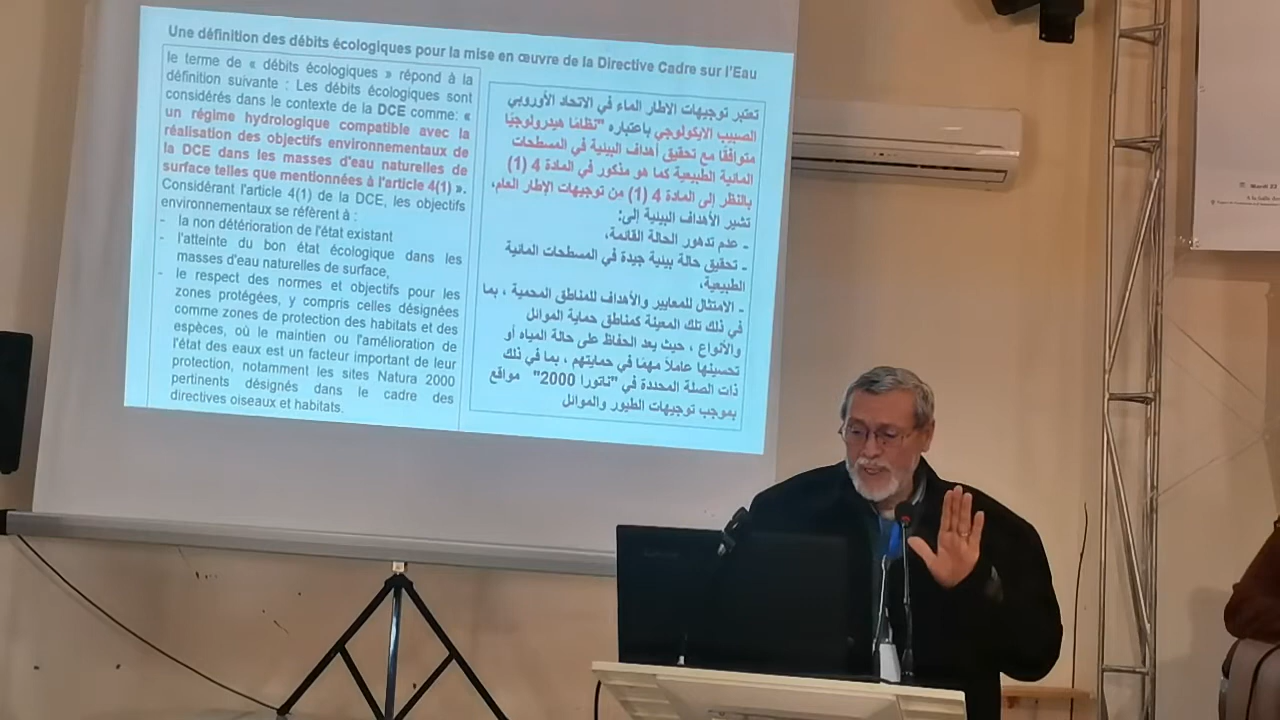 Une définition des débits écologiques pour la mise en œuvre de la Directive Cadre sur l'Eau
le terme de « débits écologiques » répond à la
définition suivante : Les débits écologiques sont
considérés dans le contexte de la DCE comme: «
un régime hydrologique compatible avec la
réalisation des objectifs environnementaux de
la DCE dans les masses d'eau naturelles de
surface telles que mentionnées à l'article 4(1) ».
Considérant l'article 4(1) de la DCE, les objectifs
environnementaux se réfèrent à :
- la non détérioration de l'état existant
- l'atteinte du bon état écologique dans les
masses d'eau naturelles de surface,
- le respect des normes et objectifs pour les
zones protégées, y compris celles désignées
comme zones de protection des habitats et des
espèces, où le maintien ou l'amélioration de
l'état des eaux est un facteur important de leur
protection, notamment les sites Natura 2000
pertinents désignés dans le cadre des
directives oiseaux et habitats.
تعتبر توجيهات الاطار الماء في الاتحاد الأوروبي
الصبيب الايكولوجي باعتباره "نظامًا هيدرولوجيًا
متوافقًا مع تحقيق أهداف البيئية في المسطحات
المائية الطبيعية كما هو مذكور في المادة 4 (1)
بالنظر إلى المادة 4 (1) من توجيهات الإطار العام،
تشير الأهداف البيئية إلى:
- عدم تدهور الحالة القائمة،
- تحقيق حالة بيئية جيدة في المسطحات المائية
الطبيعية،
- الامتثال للمعايير والأهداف للمناطق المحمية ، بما
في ذلك تلك المعينة كمناطق حماية الموائل
والأنواع ، حيث يعد الحفاظ على حالة المياه أو
تحسينها عاملاً مهمًا في حمايتهم ، بما في ذلك
ذات الصلة المحددة في "ناتورا 2000" مواقع
بموجب توجيهات الطيور والموائل
Mardi 22